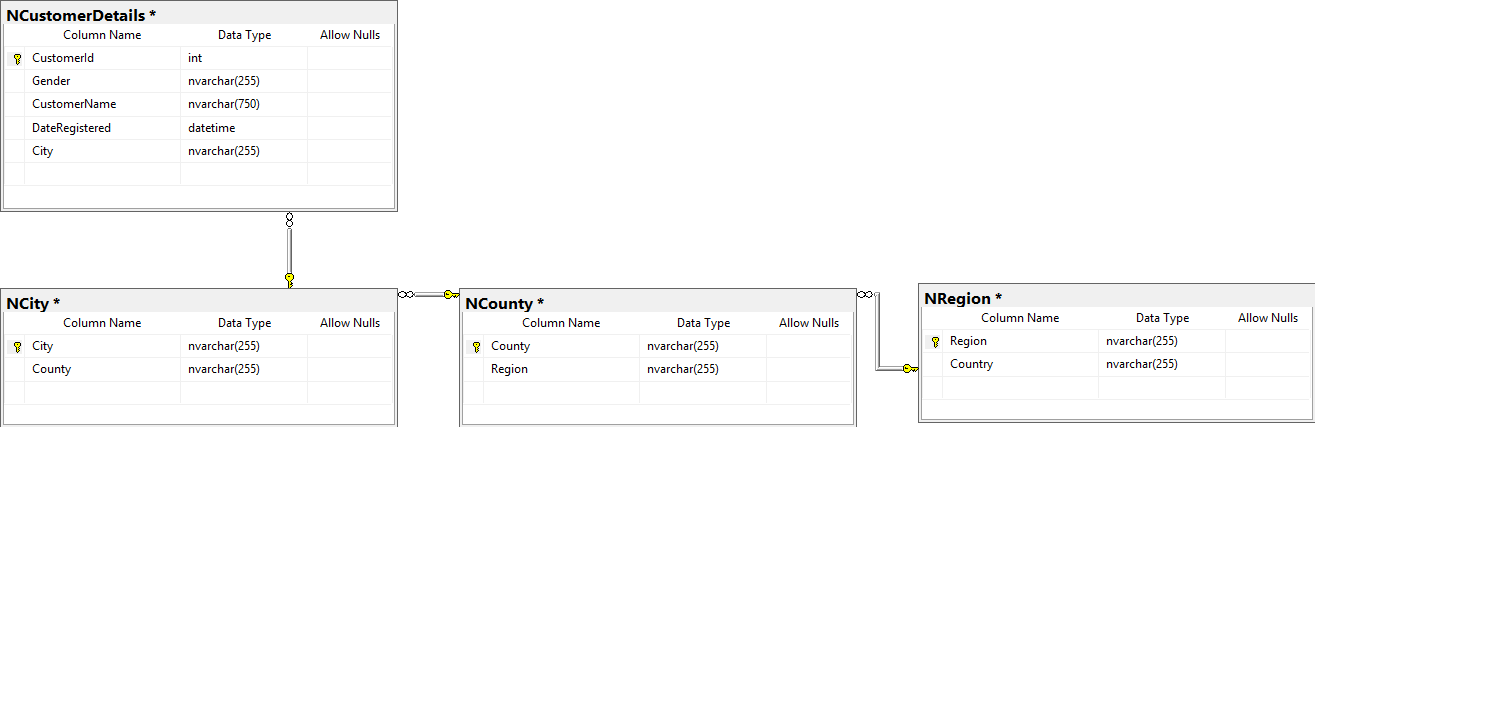 NCustomerDetails *
Column Name Data Type Allow Nulls
CustomerId int
Gender nvarchar(255)
CustomerName nvarchar(750)
DateRegistered datetime
City nvarchar(255)
NCity *
Column Name Data Type Allow Nulls
City nvarchar(255)
County nvarchar(255)
NCounty *
Column Name Data Type Allow Nulls
County nvarchar(255)
Region nvarchar(255)
NRegion *
Column Name Data Type Allow Nulls
Region nvarchar(255)
Country nvarchar(255)